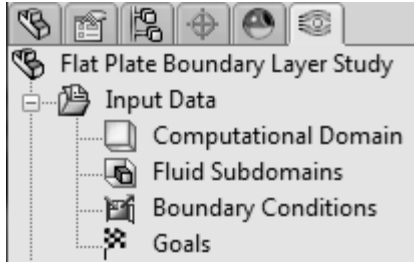 Flat Plate Boundary Layer Study
Input Data
Computational Domain
Fluid Subdomains
Boundary Conditions
Goals